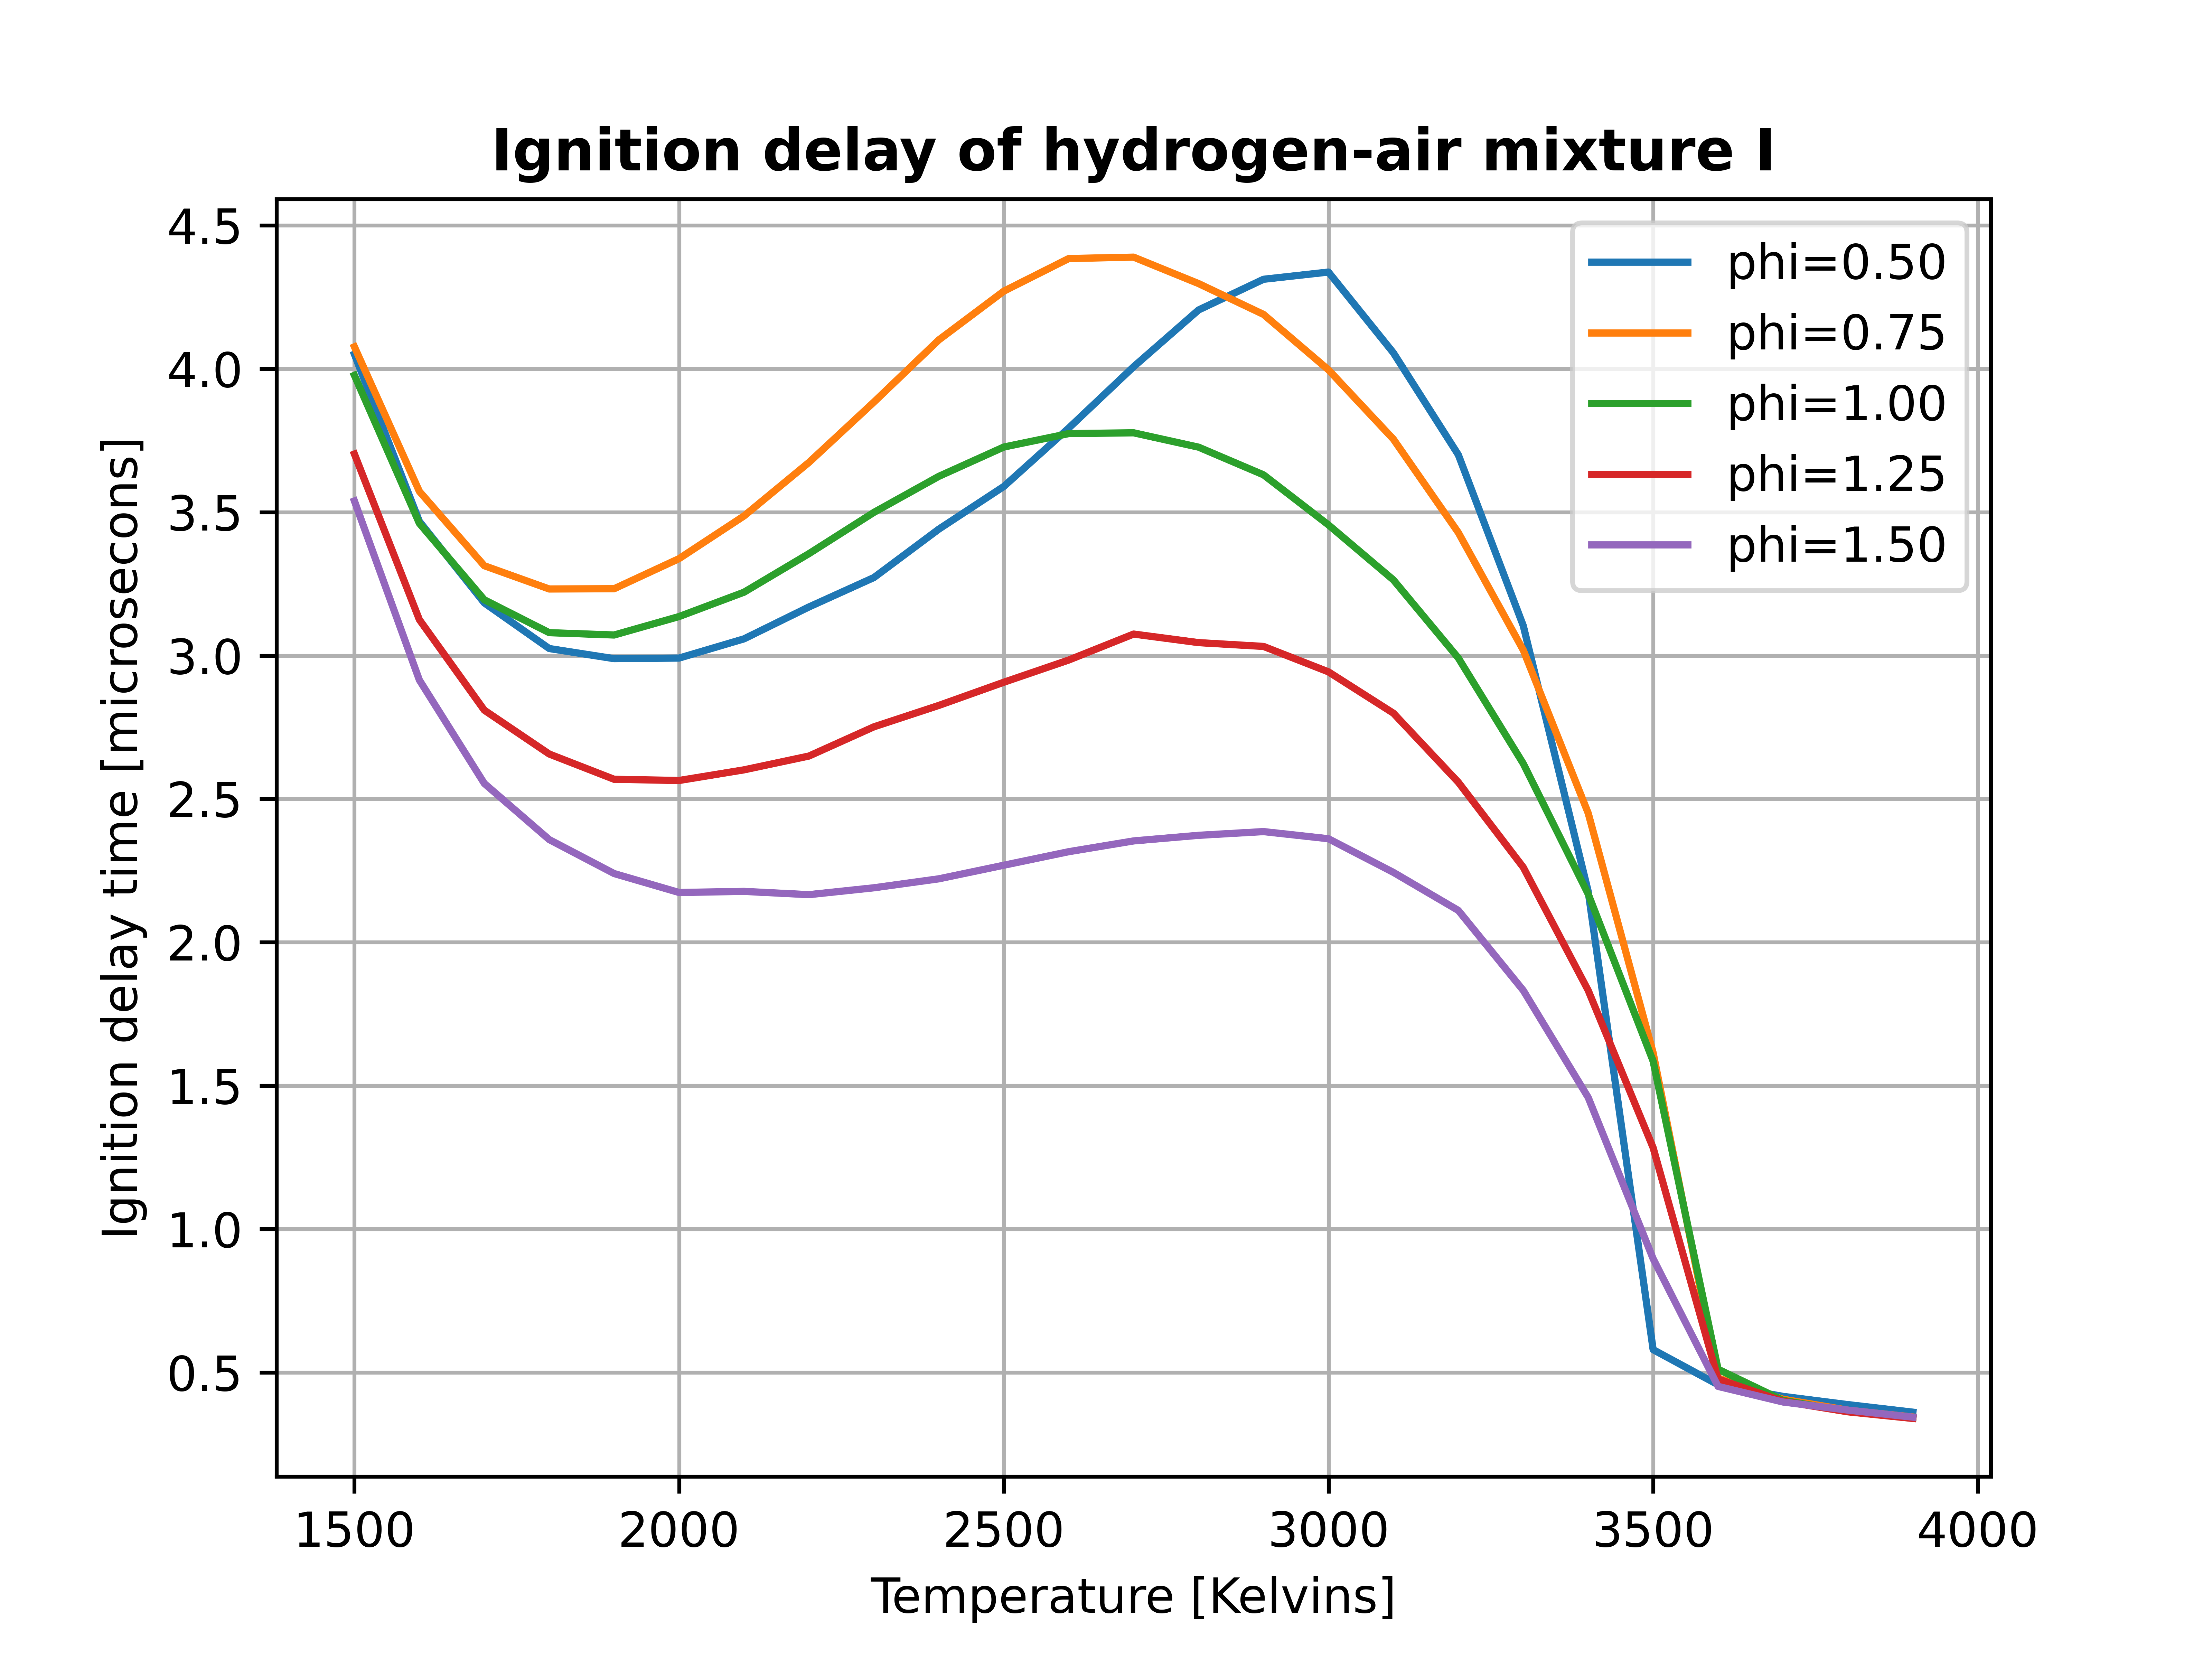 Ignition delay of hydrogen-air mixture I
4.5
4.0
3.5
3.0
2.5
2.0
1.5
1.0
0.5
Ignition delay time [microsecons]
phi=0.50
phi=0.75
phi=1.00
phi=1.25
phi=1.50
1500 2000 2500 3000 3500 4000
Temperature [Kelvins]